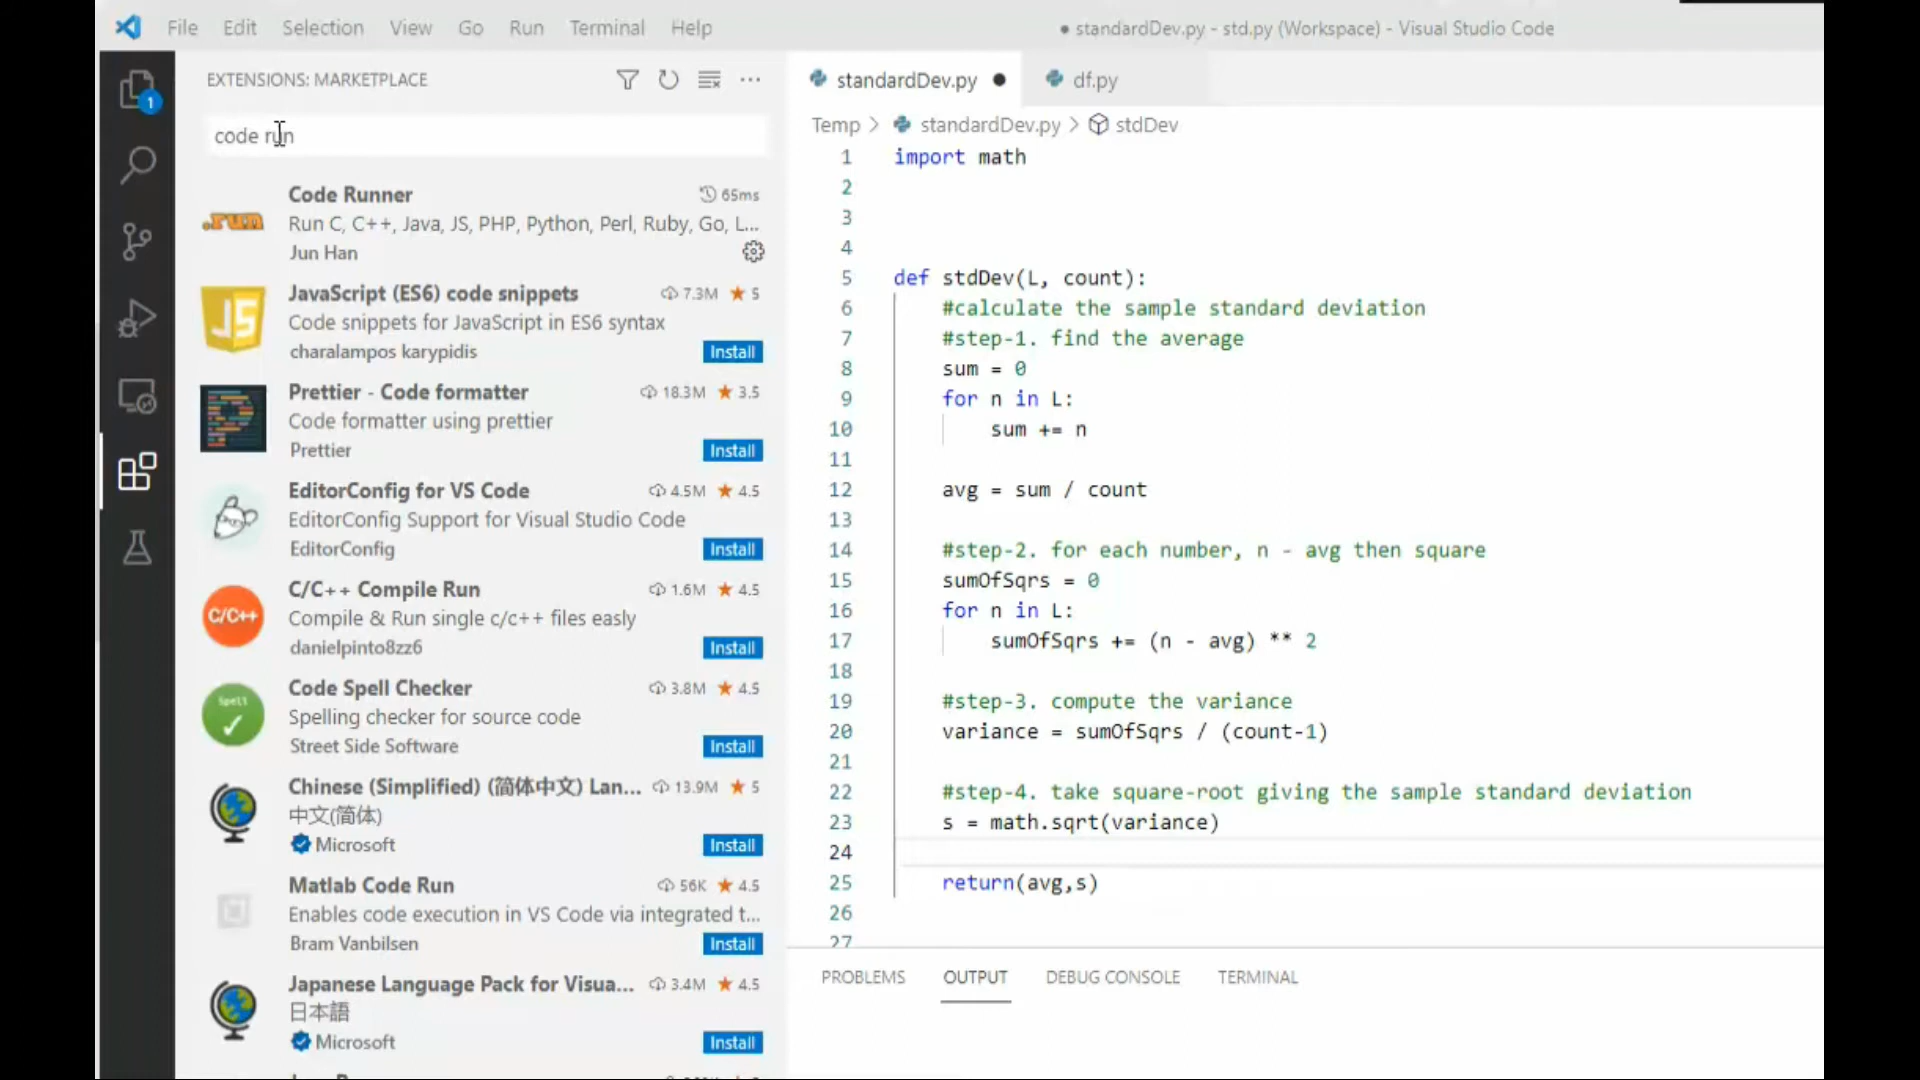 File Edit Selection View Go Run Terminal Help
● standardDev.py - std.py (Workspace) - Visual Studio Code
1
EXTENSIONS: MARKETPLACE
code run
Code Runner 65ms
Run C, C++, Java, JS, PHP, Python, Perl, Ruby, Go, L...
Jun Han
.run
JavaScript (ES6) code snippets 7.3M ★ 5
Code snippets for JavaScript in ES6 syntax
charalampos karypidis Install
JS
Prettier - Code formatter 18.3M ★ 3.5
Code formatter using prettier
Prettier Install
EditorConfig for VS Code 4.5M ★ 4.5
EditorConfig Support for Visual Studio Code
EditorConfig Install
C/C++ Compile Run 1.6M ★ 4.5
Compile & Run single c/c++ files easly
danielpinto8zz6 Install
C/C++
Code Spell Checker 3.8M ★ 4.5
Spelling checker for source code
Street Side Software Install
Spell
Chinese (Simplified) (简体中文) Lan... 13.9M ★ 5
中文(简体)
Microsoft Install
Matlab Code Run 56K ★ 4.5
Enables code execution in VS Code via integrated t...
Bram Vanbilsen Install
Japanese Language Pack for Visua... 3.4M ★ 4.5
日本語
Microsoft Install
standardDev.py ● df.py
Temp > standardDev.py > stdDev
1 import math
2
3
4
5 def stdDev(L, count):
6 #calculate the sample standard deviation
7 #step-1. find the average
8 sum = 0
9 for n in L:
10 sum += n
11
12 avg = sum / count
13
14 #step-2. for each number, n - avg then square
15 sumOfSqrs = 0
16 for n in L:
17 sumOfSqrs += (n - avg) ** 2
18
19 #step-3. compute the variance
20 variance = sumOfSqrs / (count-1)
21
22 #step-4. take square-root giving the sample standard deviation
23 s = math.sqrt(variance)
24
25 return(avg,s)
26
27
PROBLEMS OUTPUT DEBUG CONSOLE TERMINAL